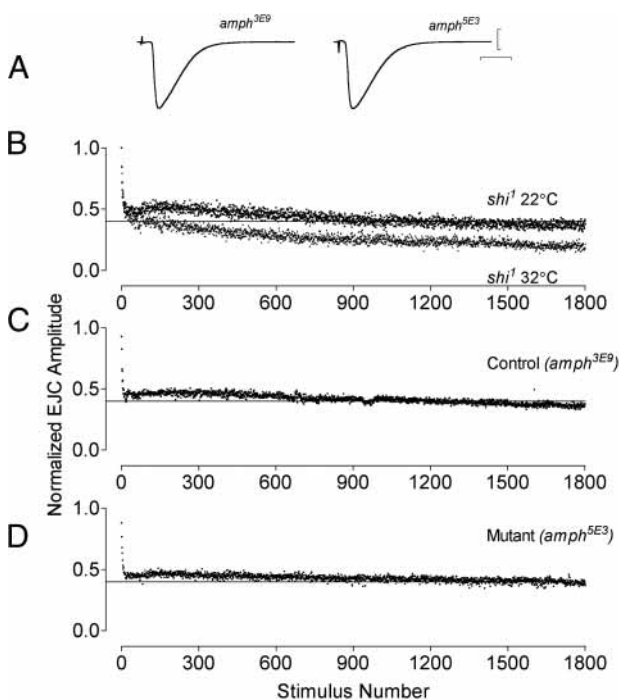 amph3E9
amph5E3
A
B
1.0
0.5
0.0
shi1 22°C
shi1 32°C
0 300 600 900 1200 1500 1800
C
1.0
0.5
0.0
Control (amph3E9)
0 300 600 900 1200 1500 1800
Normalized EJC Amplitude
D
1.0
0.5
0.0
Mutant (amph5E3)
0 300 600 900 1200 1500 1800
Stimulus Number